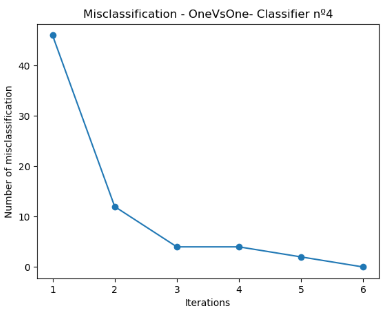 Misclassification - OneVsOne- Classifier nº4
Number of misclassification
40
30
20
10
0
1 2 3 4 5 6
Iterations